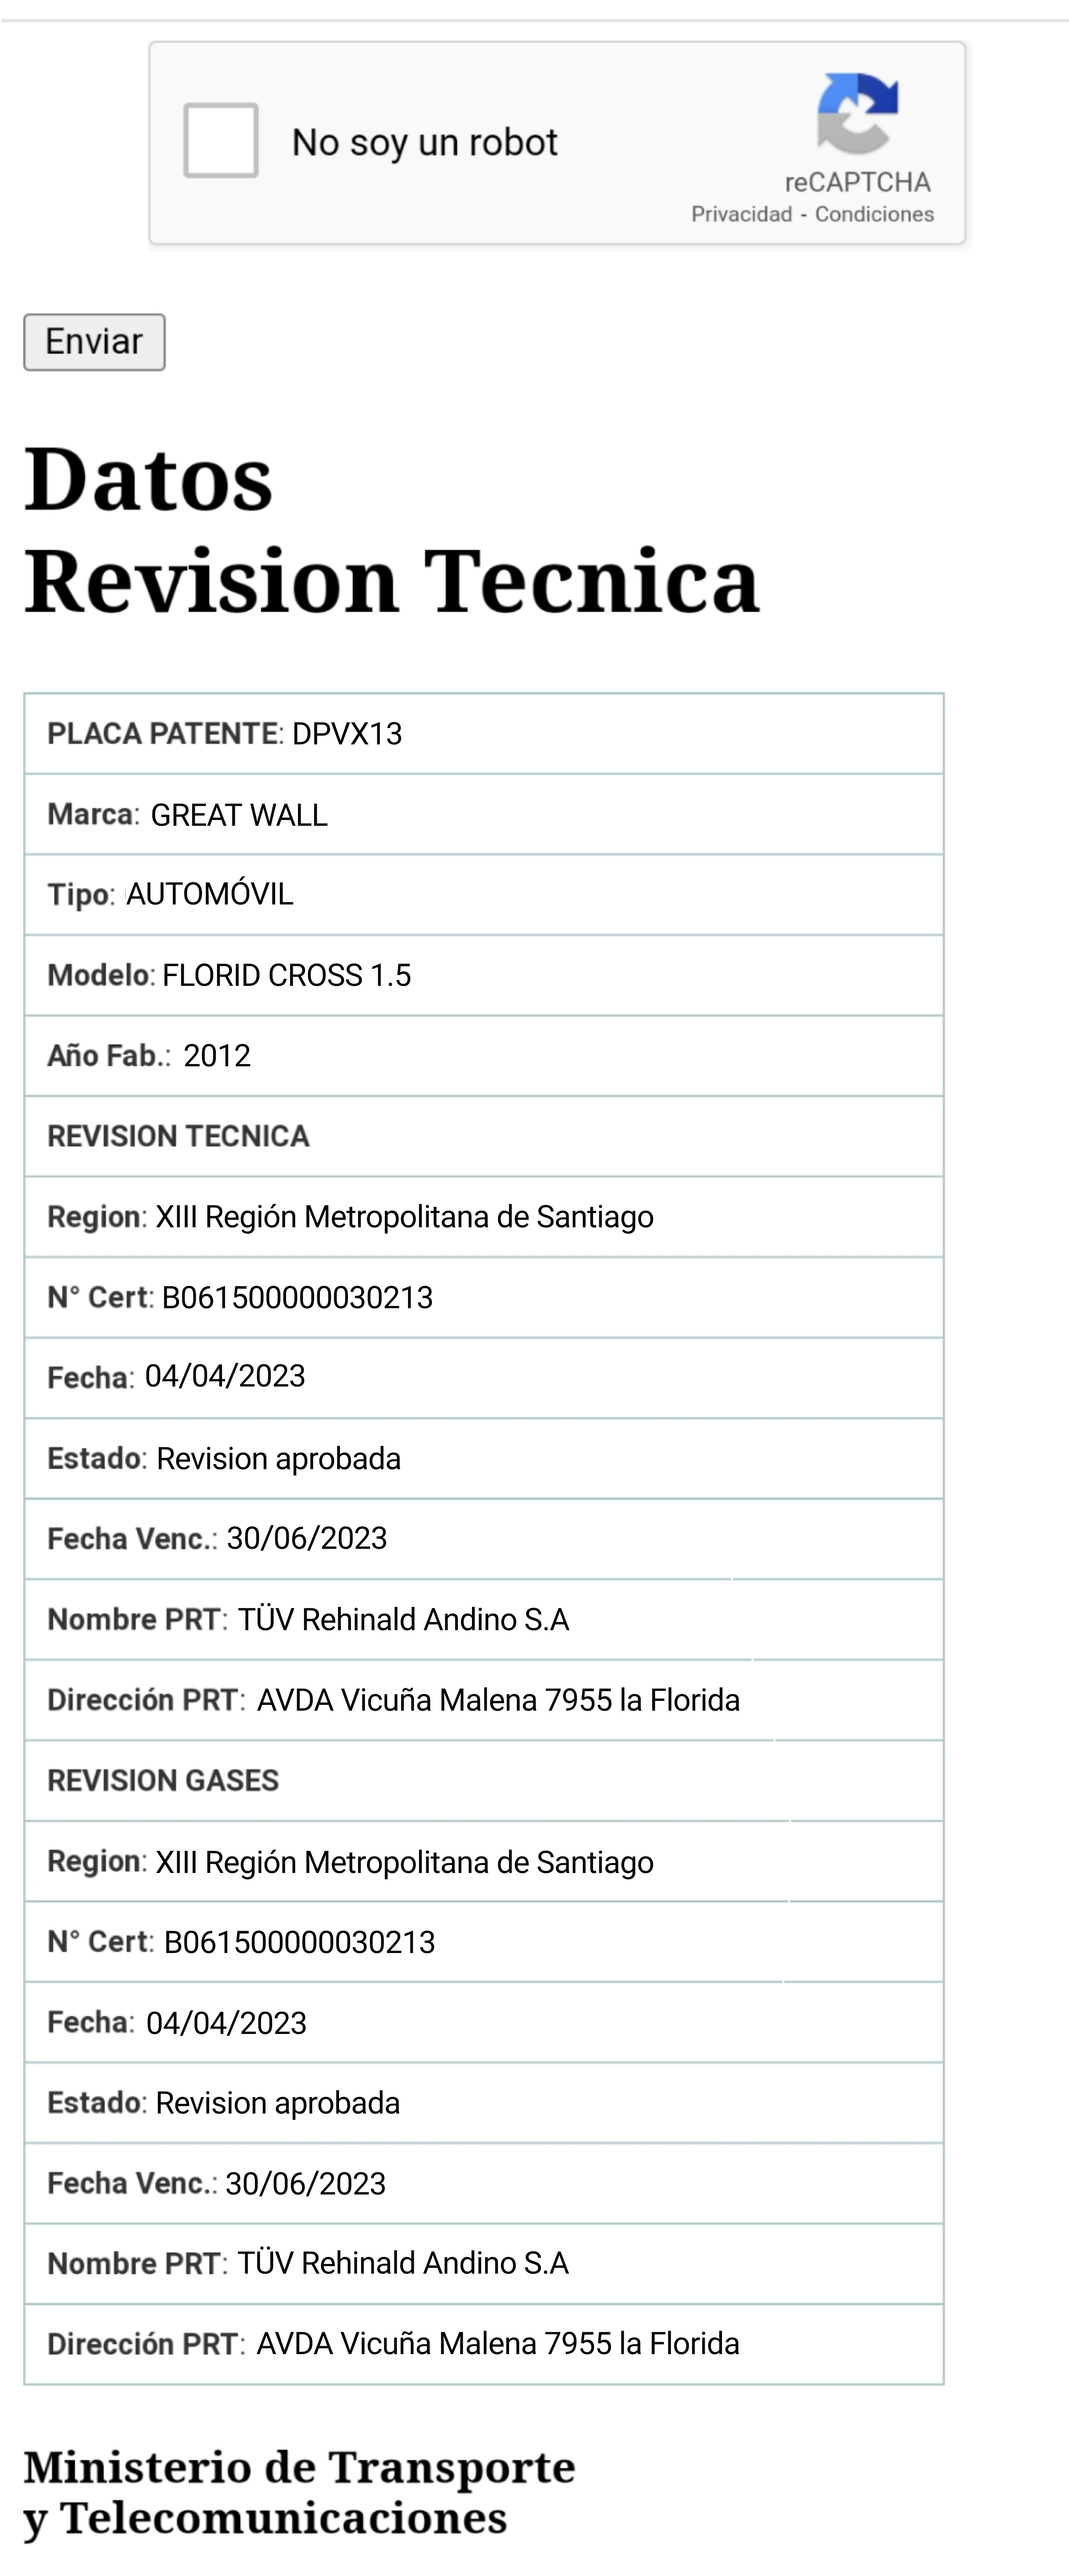 No soy un robot
reCAPTCHA
Privacidad - Condiciones
Enviar
Datos
Revision Tecnica
PLACA PATENTE: DPVX13
Marca: GREAT WALL
Tipo: AUTOMÓVIL
Modelo: FLORID CROSS 1.5
Año Fab.: 2012
REVISION TECNICA
Region: XIII Región Metropolitana de Santiago
N° Cert: B061500000030213
Fecha: 04/04/2023
Estado: Revision aprobada
Fecha Venc.: 30/06/2023
Nombre PRT: TÜV Rehinald Andino S.A
Dirección PRT: AVDA Vicuña Malena 7955 la Florida
REVISION GASES
Region: XIII Región Metropolitana de Santiago
N° Cert: B061500000030213
Fecha: 04/04/2023
Estado: Revision aprobada
Fecha Venc.: 30/06/2023
Nombre PRT: TÜV Rehinald Andino S.A
Dirección PRT: AVDA Vicuña Malena 7955 la Florida
Ministerio de Transporte
y Telecomunicaciones